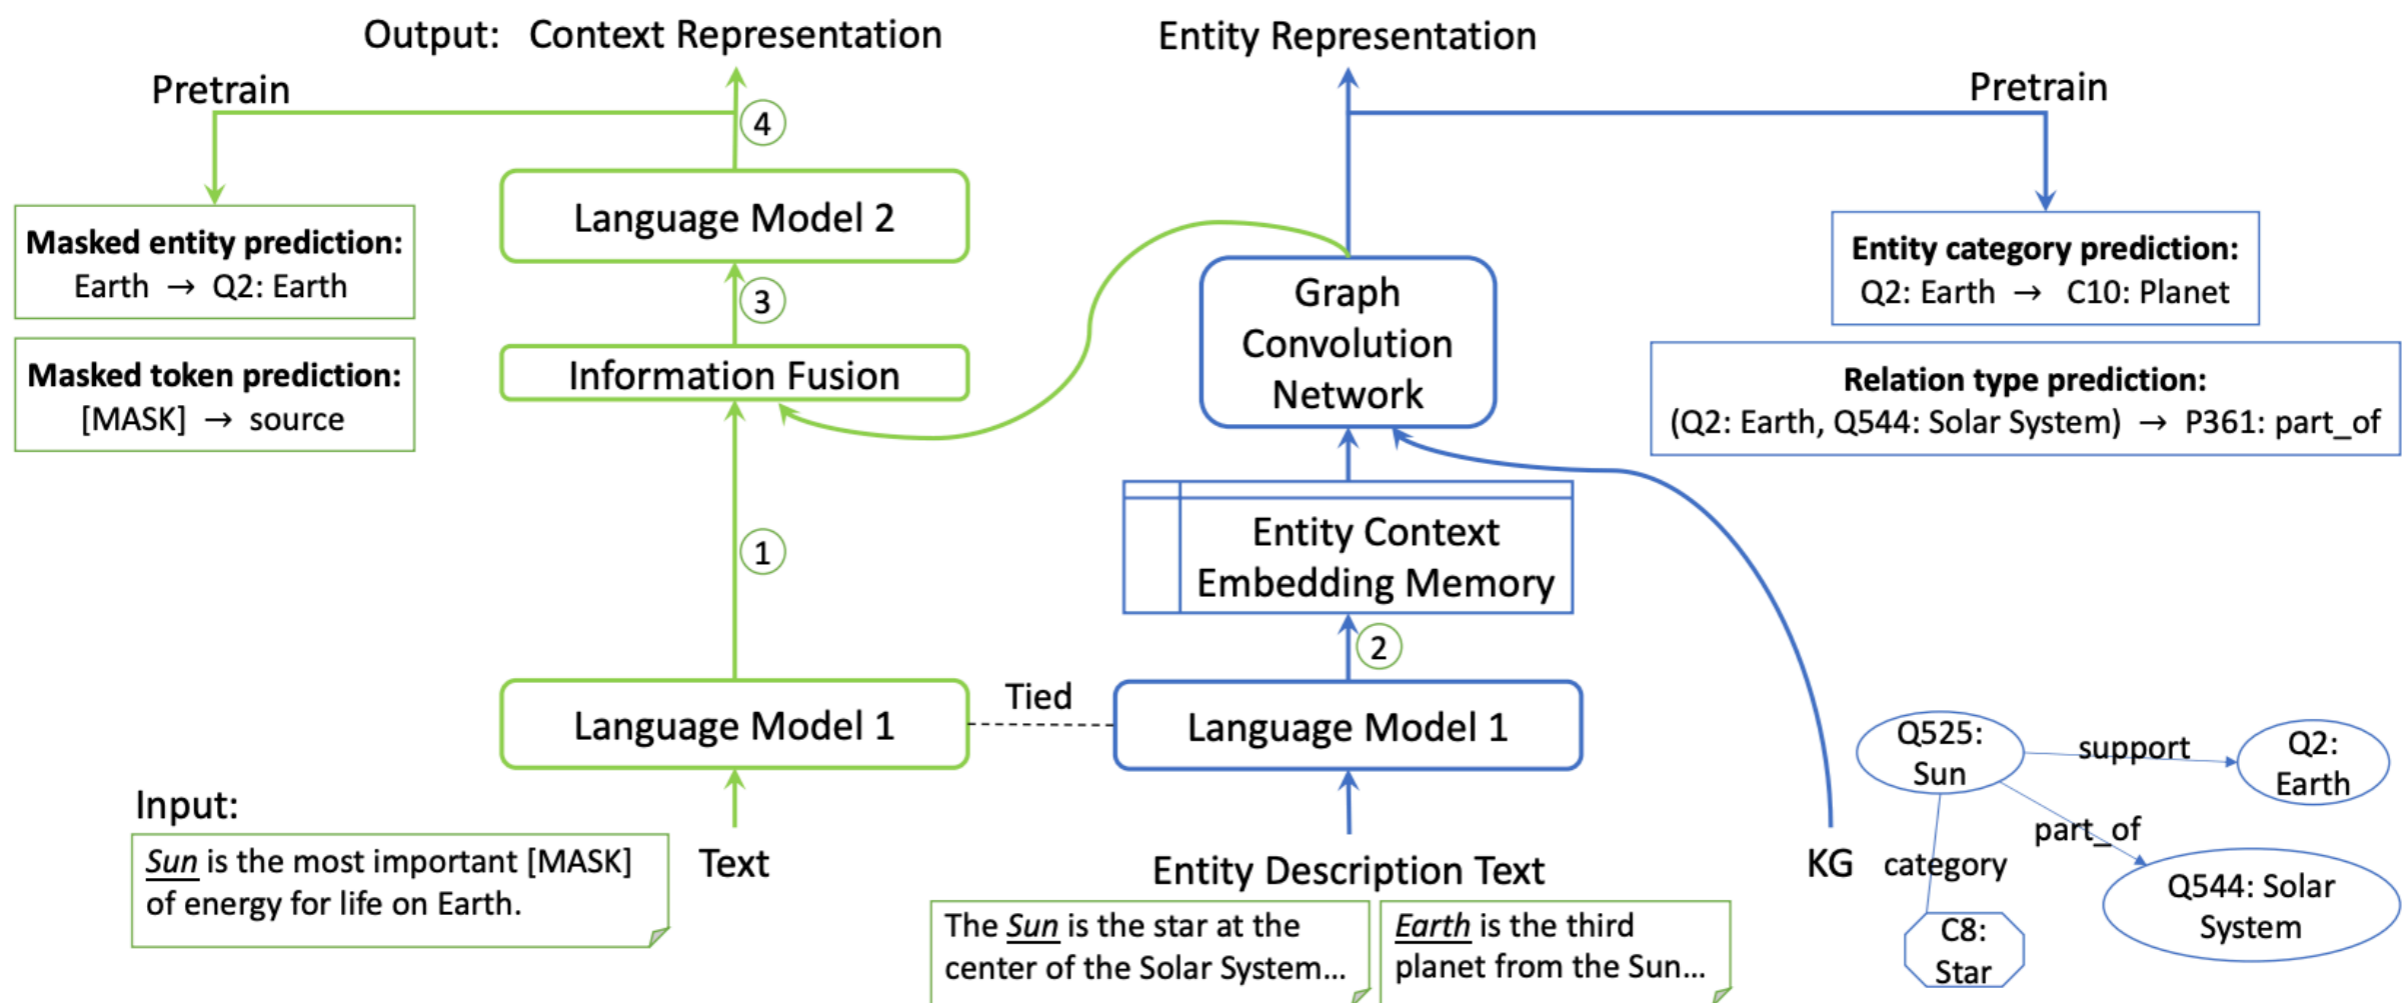 Output: Context Representation
Entity Representation
Pretrain
Pretrain
4
Language Model 2
Masked entity prediction:
Earth → Q2: Earth
Masked token prediction:
[MASK] → source
3
Information Fusion
Graph
Convolution
Network
Entity category prediction:
Q2: Earth → C10: Planet
Relation type prediction:
(Q2: Earth, Q544: Solar System) → P361: part_of
1
Entity Context
Embedding Memory
2
Language Model 1
Tied
Language Model 1
Input:
Sun is the most important [MASK]
of energy for life on Earth.
Text
Entity Description Text
The Sun is the star at the
center of the Solar System...
Earth is the third
planet from the Sun...
KG
Q525:
Sun
support
Q2:
Earth
part_of
category
Q544: Solar
System
C8:
Star